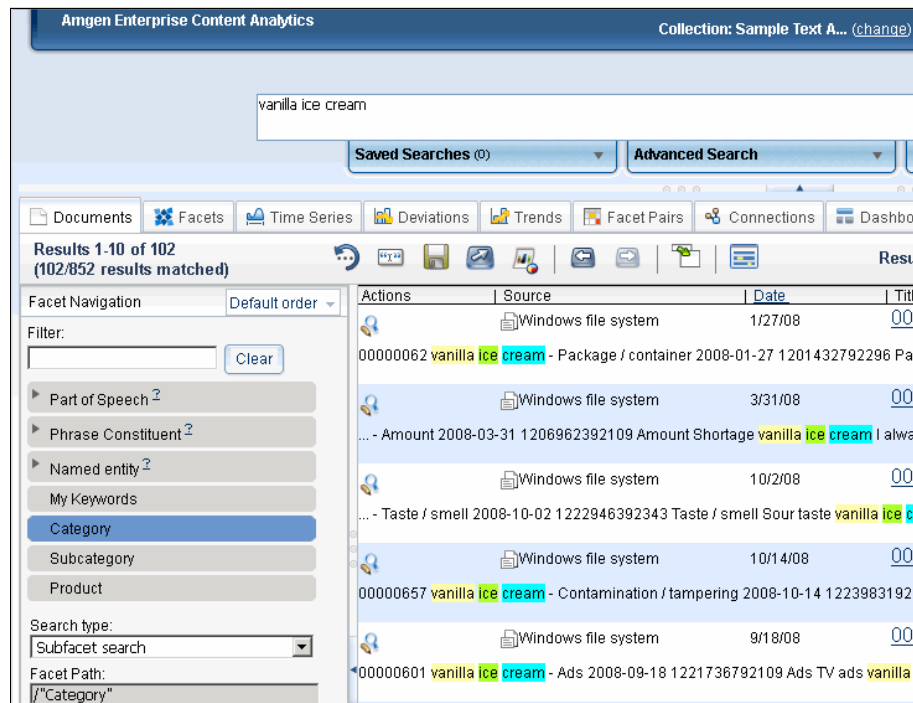 Amgen Enterprise Content Analytics
Collection: Sample Text A... (change)
vanilla ice cream
Saved Searches (0)
Advanced Search
Documents Facets Time Series Deviations Trends Facet Pairs Connections Dashbo
Results 1-10 of 102
(102/852 results matched)
"T"
Resu
Facet Navigation
Default order
Filter:
Clear
Part of Speech ?
Phrase Constituent ?
Named entity ?
My Keywords
Category
Subcategory
Product
Search type:
Subfacet search
Facet Path:
/"Category"
Actions | Source | Date | Titl
Windows file system 1/27/08 00
00000062 vanilla ice cream - Package / container 2008-01-27 1201432792296 Pa
Windows file system 3/31/08 00
... - Amount 2008-03-31 1206962392109 Amount Shortage vanilla ice cream I alwa
Windows file system 10/2/08 00
... - Taste / smell 2008-10-02 1222946392343 Taste / smell Sour taste vanilla ice c
Windows file system 10/14/08 00
00000657 vanilla ice cream - Contamination / tampering 2008-10-14 1223983192
Windows file system 9/18/08 00
00000601 vanilla ice cream - Ads 2008-09-18 1221736792109 Ads TV ads vanilla